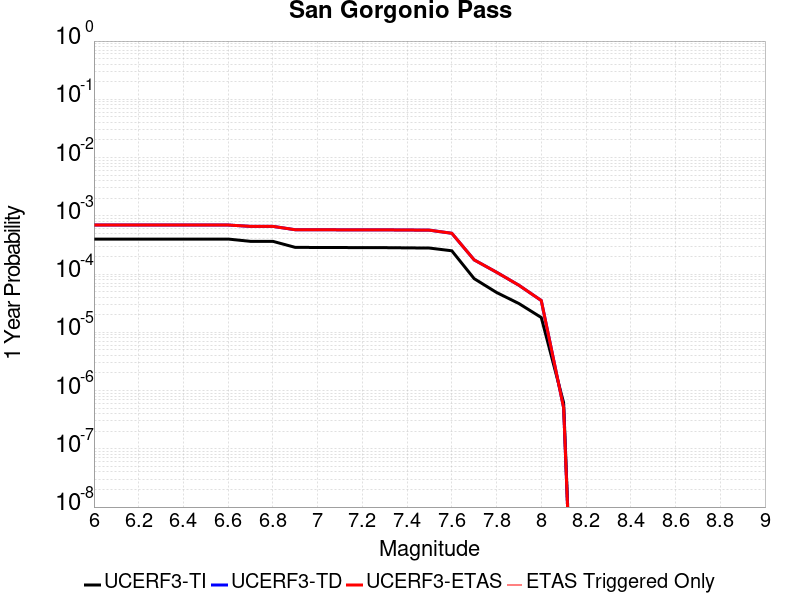 San Gorgonio Pass
10^0
10^-1
10^-2
10^-3
10^-4
10^-5
10^-6
10^-7
10^-8
1 Year Probability
6 6.2 6.4 6.6 6.8 7 7.2 7.4 7.6 7.8 8 8.2 8.4 8.6 8.8 9
Magnitude
UCERF3-TI UCERF3-TD UCERF3-ETAS ETAS Triggered Only